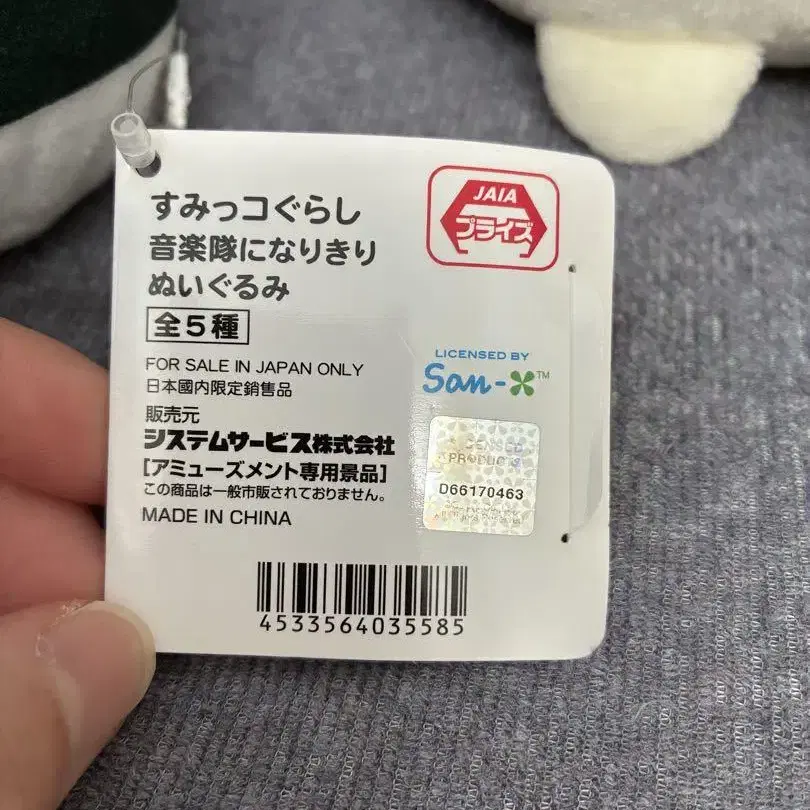 すみっコぐらし
音楽隊になりきり
ぬいぐるみ
全5種
JAIA
プライズ
FOR SALE IN JAPAN ONLY
日本國内限定銷售品
LICENSED BY
San-X™
販売元
システムサービス株式会社
[アミューズメント専用景品]
この商品は一般市販されておりません。
MADE IN CHINA
LICENSED
PRODUCTS
D66170463
4533564035585